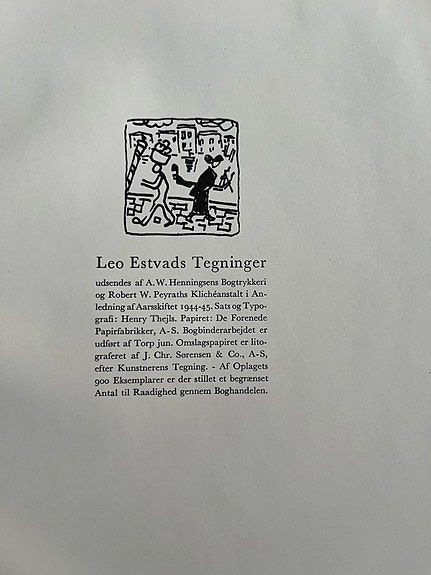 Leo Estvads Tegninger
udsendes af A. W. Henningsens Bogtrykkeri
og Robert W. Peyraths Klichéanstalt i An-
ledning af Aarsskiftet 1944-45. Sats og Typo-
grafi: Henry Thejls. Papiret: De Forenede
Papirfabrikker, A-S. Bogbinderarbejdet er
udført af Torp jun. Omslagspapiret er lito-
graferet af J. Chr. Sørensen & Co., A-S,
efter Kunstnerens Tegning. - Af Oplagets
900 Eksemplarer er der stillet et begrænset
Antal til Raadighed gennem Boghandelen.